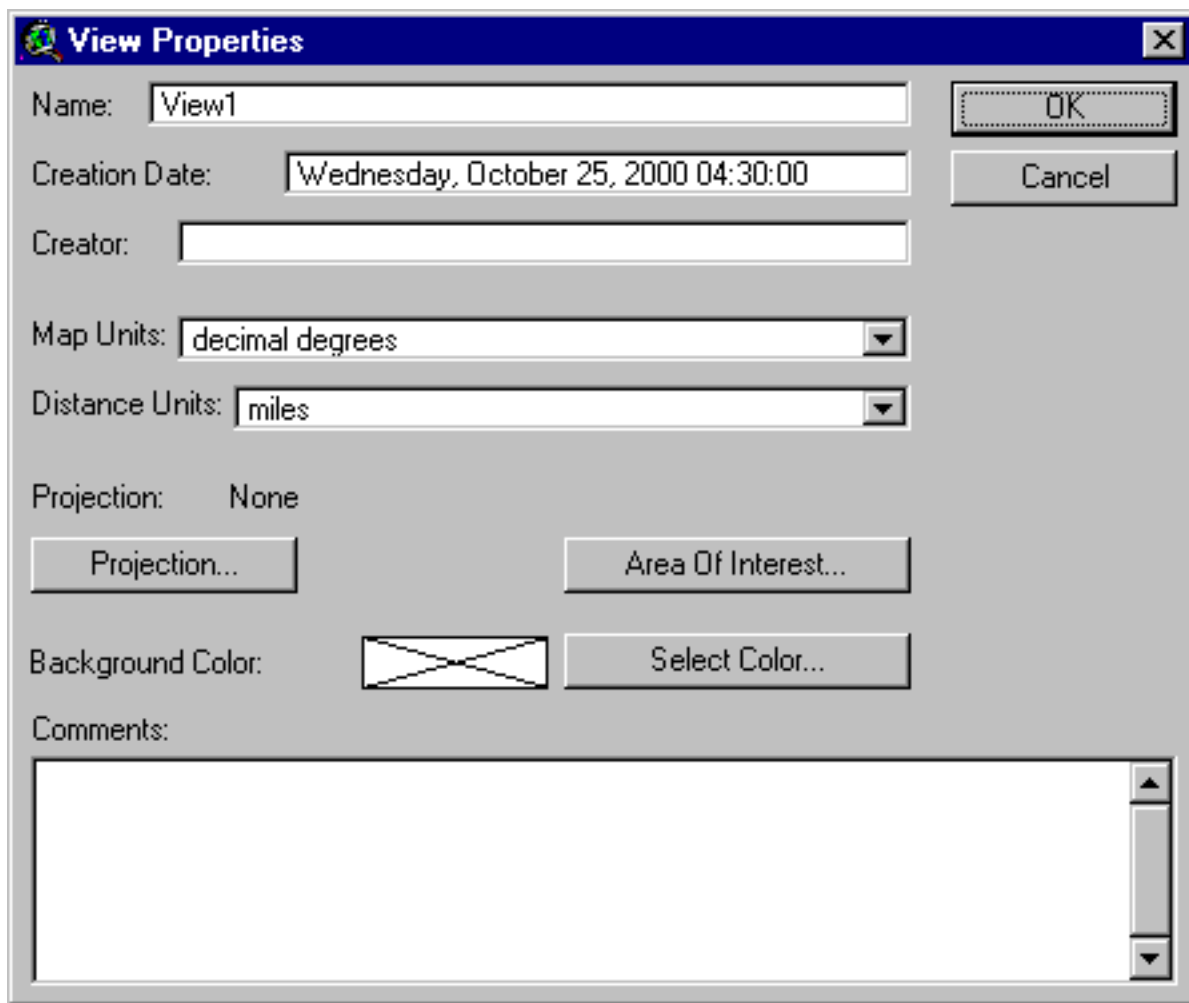 View Properties
Name: View1
OK
Creation Date: Wednesday, October 25, 2000 04:30:00
Cancel
Creator:
Map Units: decimal degrees
Distance Units: miles
Projection: None
Projection... Area Of Interest...
Background Color: Select Color...
Comments: